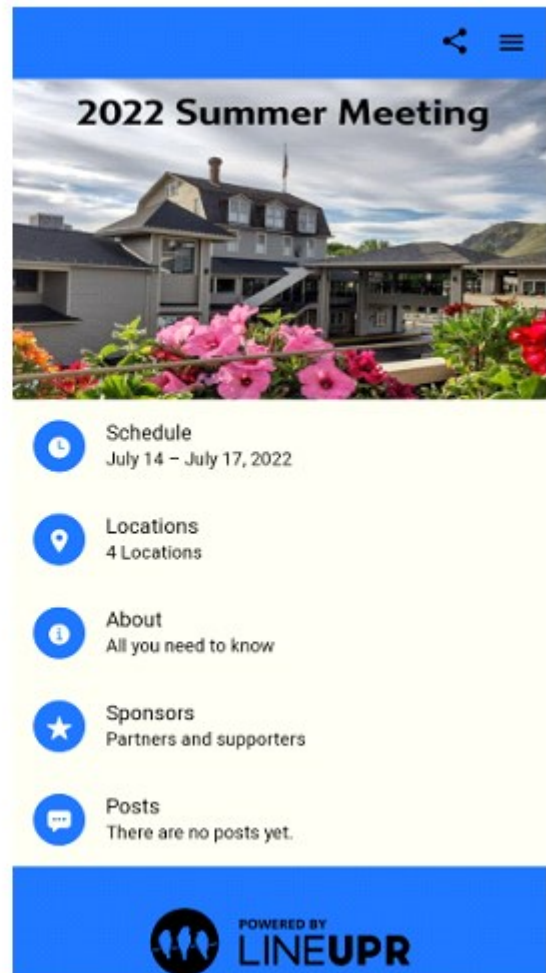 2022 Summer Meeting
Schedule
July 14 – July 17, 2022
Locations
4 Locations
About
All you need to know
Sponsors
Partners and supporters
Posts
There are no posts yet.
POWERED BY
LINEUPR